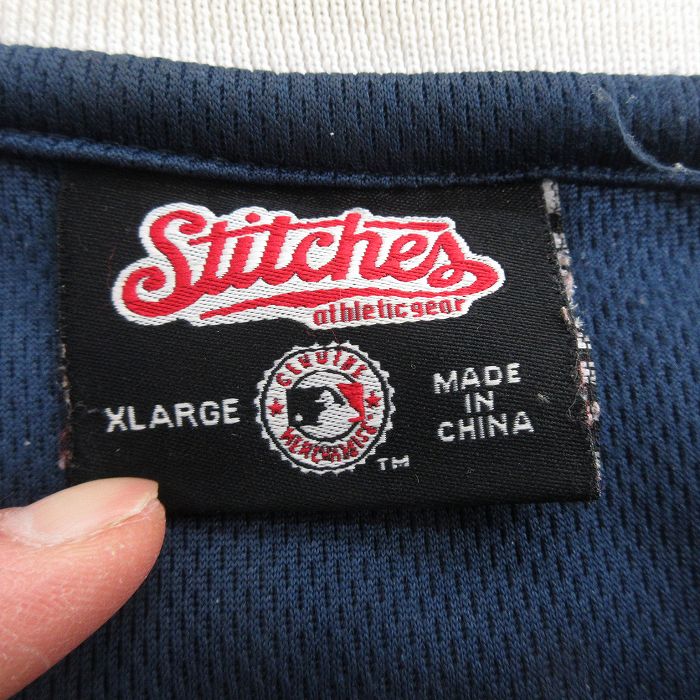 Stitches
athleticgear
XLARGE
GENUINE
MERCHANDISE
MADE
IN
CHINA
TM